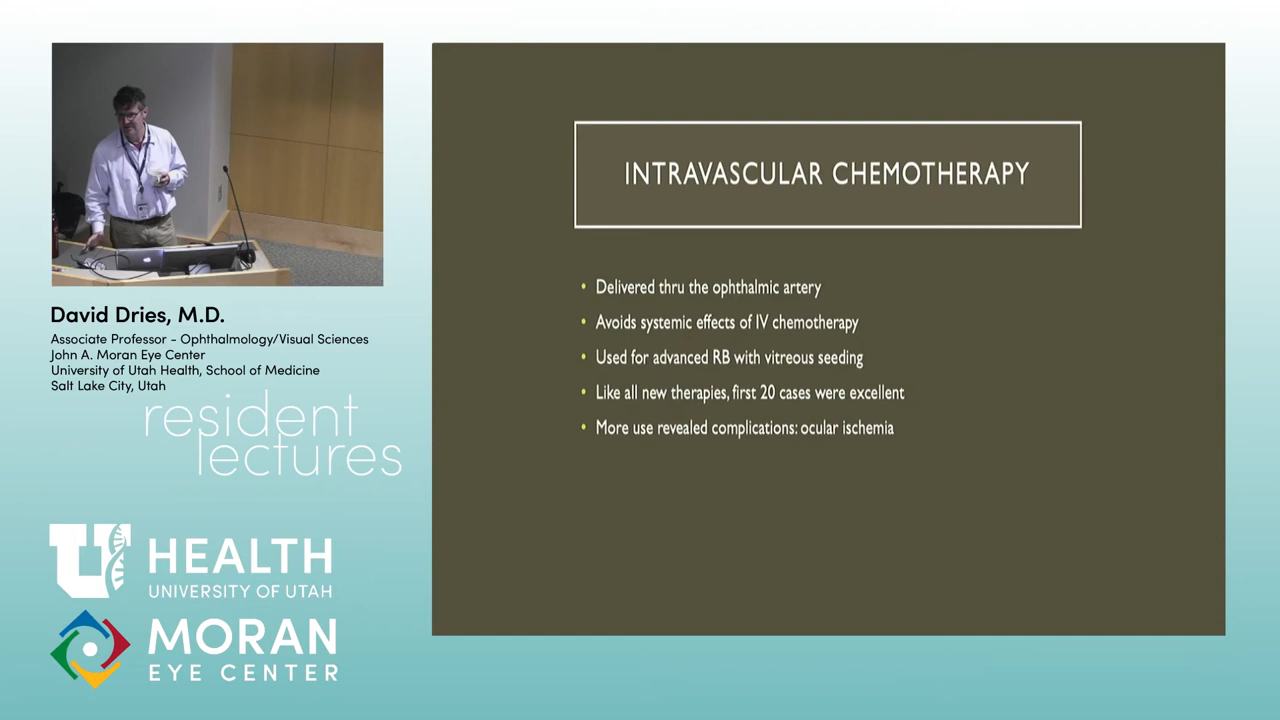 INTRAVASCULAR CHEMOTHERAPY
• Delivered thru the ophthalmic artery
• Avoids systemic effects of IV chemotherapy
• Used for advanced RB with vitreous seeding
• Like all new therapies, first 20 cases were excellent
• More use revealed complications: ocular ischemia
David Dries, M.D.
Associate Professor - Ophthalmology/Visual Sciences
John A. Moran Eye Center
University of Utah Health, School of Medicine
Salt Lake City, Utah
resident
lectures
U HEALTH
UNIVERSITY OF UTAH
MORAN
EYE CENTER